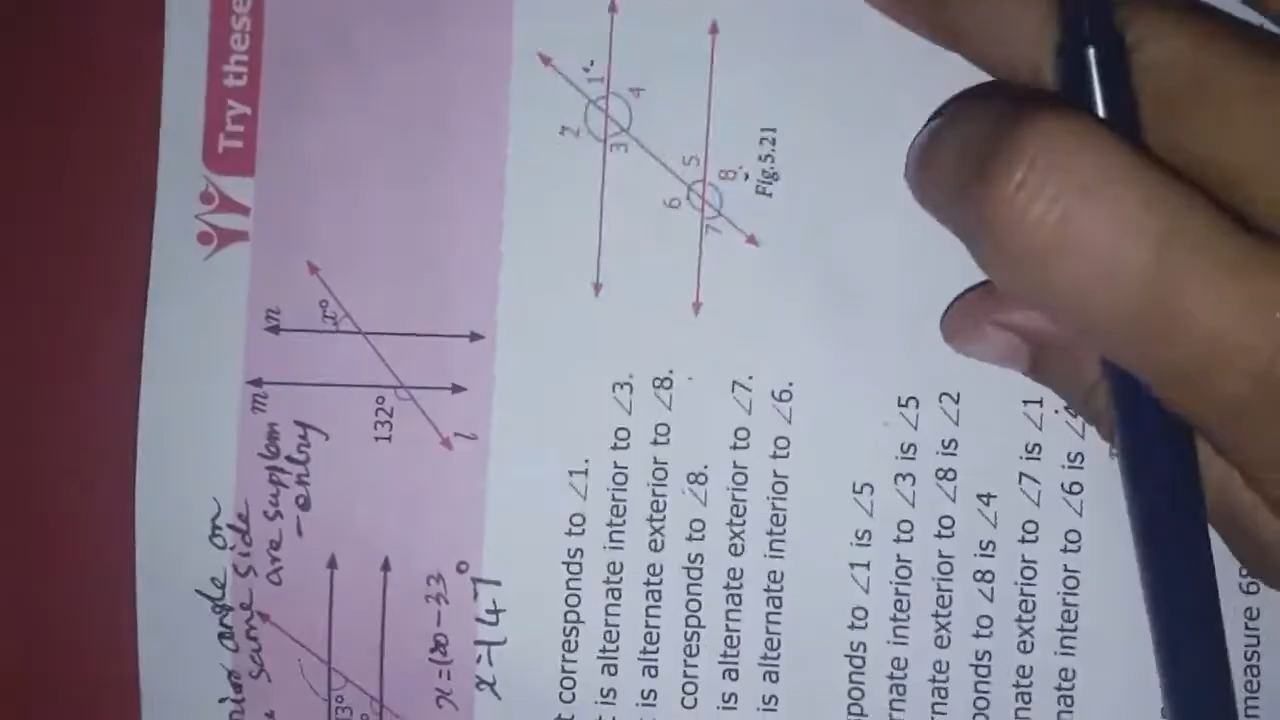 Try these
angle on
same side
are supplem
-entry
m
n
x°
132°
l
3°
x=180-33
x=147°
corresponds to ∠1.
is alternate interior to ∠3.
is alternate exterior to ∠8.
corresponds to ∠8.
is alternate exterior to ∠7.
is alternate interior to ∠6.
2
1
3
4
6
5
7
8
Fig.5.21
ponds to ∠1 is ∠5
rnate interior to ∠3 is ∠5
rnate exterior to ∠8 is ∠2
ponds to ∠8 is ∠4
nate exterior to ∠7 is ∠1
nate interior to ∠6 is
measure